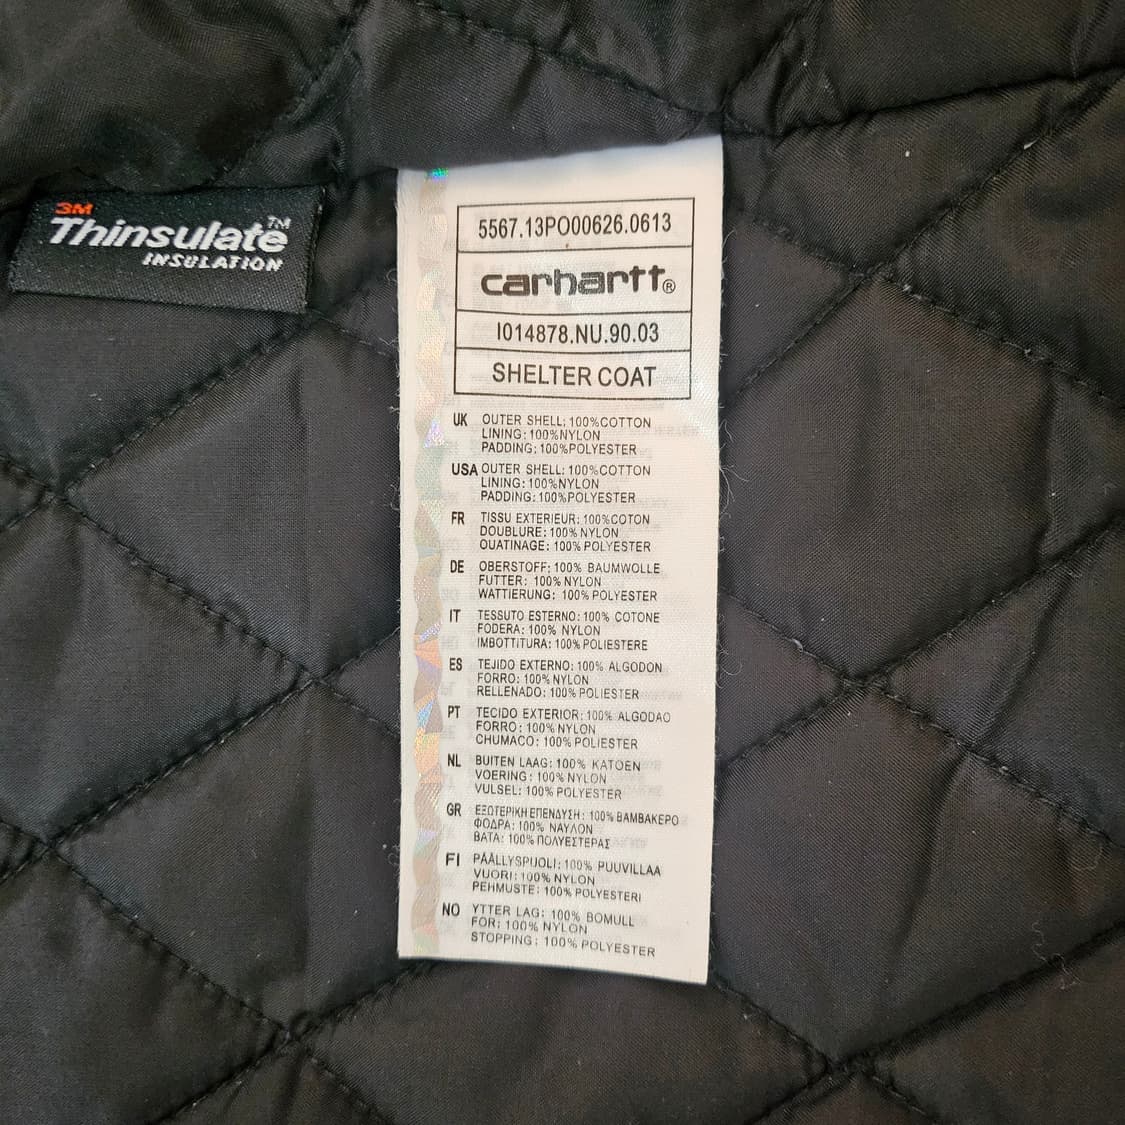 3M
Thinsulate™
INSULATION
5567.13PO00626.0613
carhartt®
I014878.NU.90.03
SHELTER COAT
UK OUTER SHELL: 100%COTTON
LINING: 100%NYLON
PADDING: 100%POLYESTER
USA OUTER SHELL: 100%COTTON
LINING: 100%NYLON
PADDING: 100%POLYESTER
FR TISSU EXTERIEUR: 100%COTON
DOUBLURE: 100% NYLON
OUATINAGE: 100% POLYESTER
DE OBERSTOFF: 100% BAUMWOLLE
FUTTER: 100% NYLON
WATTIERUNG: 100% POLYESTER
IT TESSUTO ESTERNO: 100% COTONE
FODERA: 100% NYLON
IMBOTTITURA: 100% POLIESTERE
ES TEJIDO EXTERNO: 100% ALGODON
FORRO: 100% NYLON
RELLENADO: 100% POLIESTER
PT TECIDO EXTERIOR: 100% ALGODAO
FORRO: 100% NYLON
CHUMACO: 100% POLIESTER
NL BUITEN LAAG: 100% KATOEN
VOERING: 100% NYLON
VULSEL: 100% POLYESTER
GR ΕΞΩΤΕΡΙΚΗ ΕΠΕΝΔΥΣΗ: 100% ΒΑΜΒΑΚΕΡΟ
ΦΟΔΡΑ: 100% ΝΑΥΛΟΝ
ΒΑΤΑ: 100% ΠΟΛΥΕΣΤΕΡΑΣ
FI PÄÄLLYSPUOLI: 100% PUUVILLAA
VUORI: 100% NYLON
PEHMUSTE: 100% POLYESTERI
NO YTTER LAG: 100% BOMULL
FOR: 100% NYLON
STOPPING: 100% POLYESTER